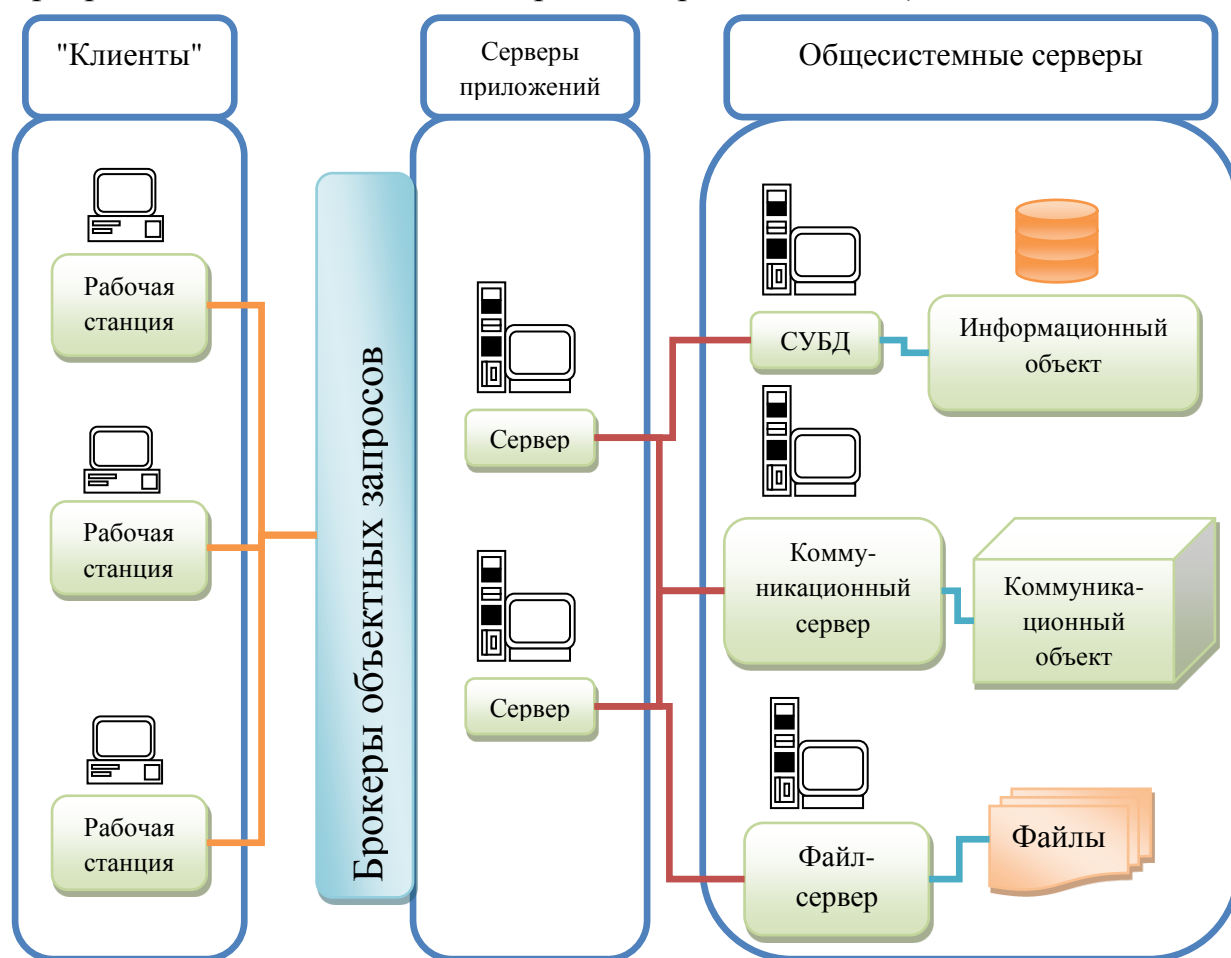 "Клиенты"
Серверы
приложений
Общесистемные серверы
Рабочая
станция
Рабочая
станция
Рабочая
станция
Брокеры объектных запросов
Сервер
Сервер
СУБД
Информационный
объект
Комму-
никационный
сервер
Коммуника-
ционный
объект
Файл-
сервер
Файлы